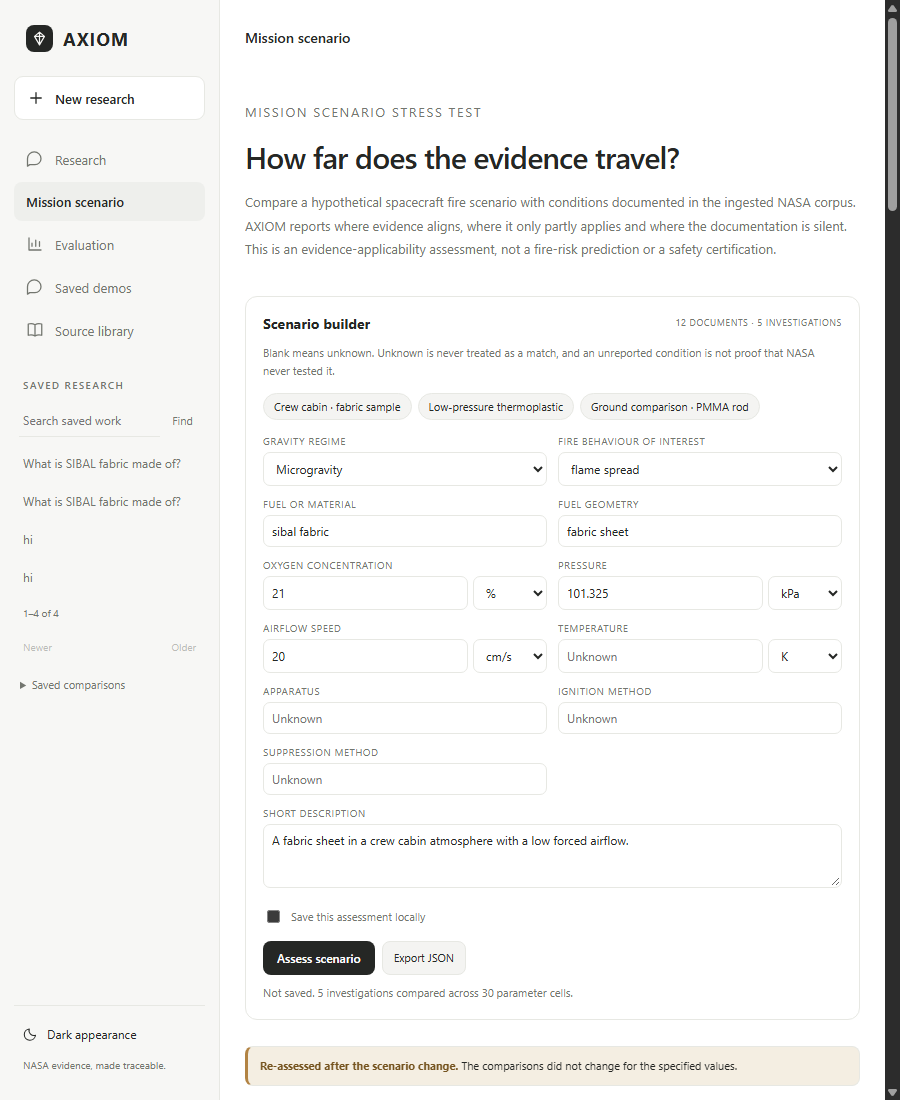 AXIOM
New research
Research
Mission scenario
Evaluation
Saved demos
Source library
SAVED RESEARCH
Search saved work Find
What is SIBAL fabric made of?
What is SIBAL fabric made of?
hi
hi
1–4 of 4
Newer Older
Saved comparisons
Dark appearance
NASA evidence, made traceable.
Mission scenario
MISSION SCENARIO STRESS TEST
How far does the evidence travel?
Compare a hypothetical spacecraft fire scenario with conditions documented in the ingested NASA corpus.
AXIOM reports where evidence aligns, where it only partly applies and where the documentation is silent.
This is an evidence-applicability assessment, not a fire-risk prediction or a safety certification.
Scenario builder 12 DOCUMENTS · 5 INVESTIGATIONS
Blank means unknown. Unknown is never treated as a match, and an unreported condition is not proof that NASA
never tested it.
Crew cabin · fabric sample Low-pressure thermoplastic Ground comparison · PMMA rod
GRAVITY REGIME FIRE BEHAVIOUR OF INTEREST
Microgravity flame spread
FUEL OR MATERIAL FUEL GEOMETRY
sibal fabric fabric sheet
OXYGEN CONCENTRATION PRESSURE
21 % 101.325 kPa
AIRFLOW SPEED TEMPERATURE
20 cm/s Unknown K
APPARATUS IGNITION METHOD
Unknown Unknown
SUPPRESSION METHOD
Unknown
SHORT DESCRIPTION
A fabric sheet in a crew cabin atmosphere with a low forced airflow.
Save this assessment locally
Assess scenario Export JSON
Not saved. 5 investigations compared across 30 parameter cells.
Re-assessed after the scenario change. The comparisons did not change for the specified values.